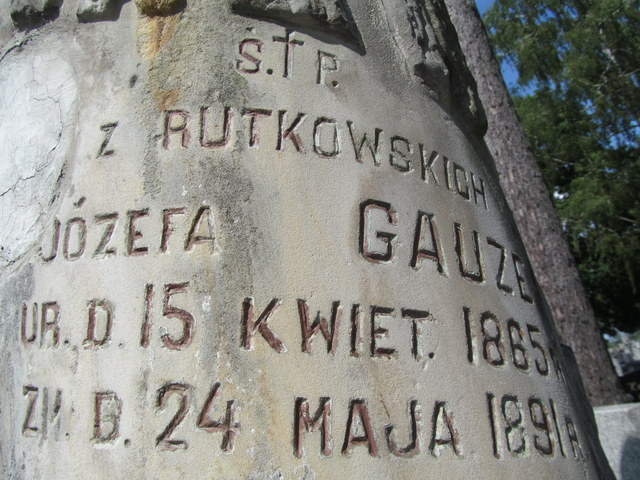 Ś.†P.
Z RUTKOWSKICH
JÓZEFA GAUZE
UR. D. 15 KWIET. 1865 R
ZM. D. 24 MAJA 1891 R